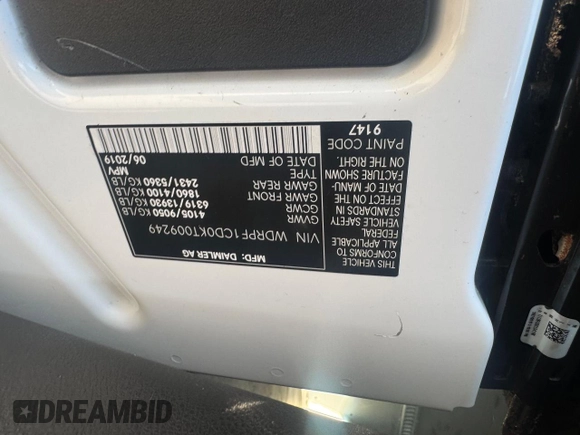 MFD: DAIMLER AG
VIN WDRPF1CD0KT009249
GVWR 4105/9050 KG/LB
GCWR 6319/13930 KG/LB
GAWR FRONT 1860/4100 KG/LB
GAWR REAR 2431/5360 KG/LB
TYPE MPV
DATE OF MFD 06/2019
THIS VEHICLE
CONFORMS TO
ALL APPLICABLE
FEDERAL
VEHICLE SAFETY
STANDARDS IN
EFFECT ON THE
DATE OF MANU-
FACTURE SHOWN
ON THE RIGHT.
PAINT CODE
9147
DREAMBID